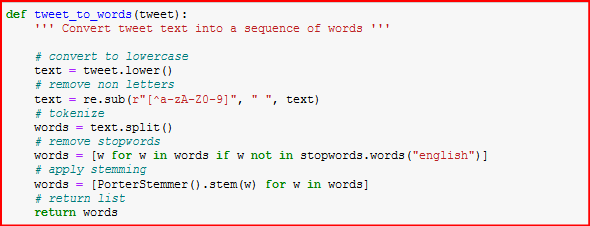 def tweet_to_words(tweet):
    ''' Convert tweet text into a sequence of words '''

    # convert to lowercase
    text = tweet.lower()
    # remove non letters
    text = re.sub(r"[^a-zA-Z0-9]", " ", text)
    # tokenize
    words = text.split()
    # remove stopwords
    words = [w for w in words if w not in stopwords.words("english")]
    # apply stemming
    words = [PorterStemmer().stem(w) for w in words]
    # return list
    return words